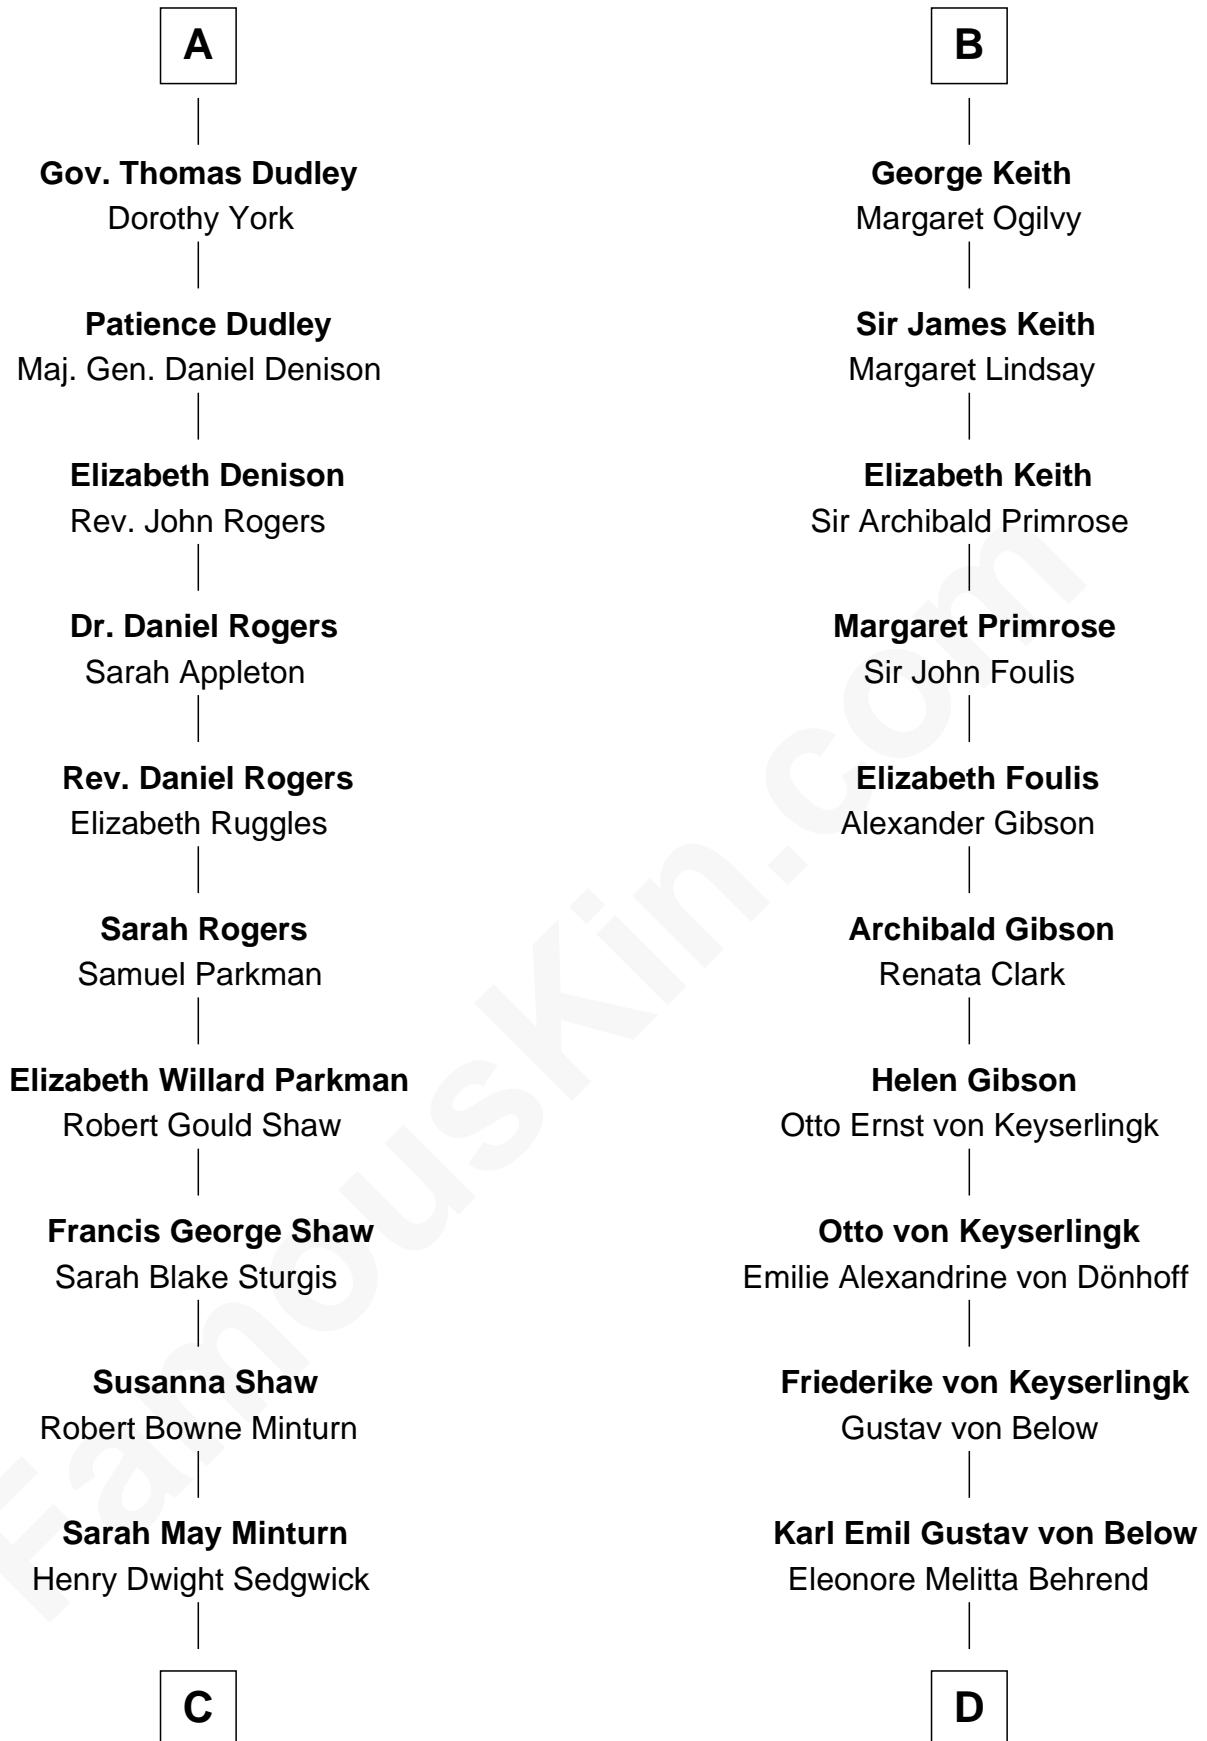 A
Gov. Thomas Dudley
Dorothy York
Patience Dudley
Maj. Gen. Daniel Denison
Elizabeth Denison
Rev. John Rogers
Dr. Daniel Rogers
Sarah Appleton
Rev. Daniel Rogers
Elizabeth Ruggles
Sarah Rogers
Samuel Parkman
Elizabeth Willard Parkman
Robert Gould Shaw
Francis George Shaw
Sarah Blake Sturgis
Susanna Shaw
Robert Bowne Minturn
Sarah May Minturn
Henry Dwight Sedgwick
C
B
George Keith
Margaret Ogilvy
Sir James Keith
Margaret Lindsay
Elizabeth Keith
Sir Archibald Primrose
Margaret Primrose
Sir John Foulis
Elizabeth Foulis
Alexander Gibson
Archibald Gibson
Renata Clark
Helen Gibson
Otto Ernst von Keyserlingk
Otto von Keyserlingk
Emilie Alexandrine von Dönhoff
Friederike von Keyserlingk
Gustav von Below
Karl Emil Gustav von Below
Eleonore Melitta Behrend
D
FamousKin.com